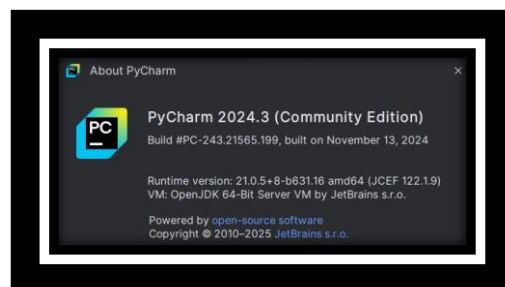 About PyCharm
PC
PyCharm 2024.3 (Community Edition)
Build #PC-243.21565.199, built on November 13, 2024
Runtime version: 21.0.5+8-b631.16 amd64 (JCEF 122.1.9)
VM: OpenJDK 64-Bit Server VM by JetBrains s.r.o.
Powered by open-source software
Copyright © 2010–2025 JetBrains s.r.o.